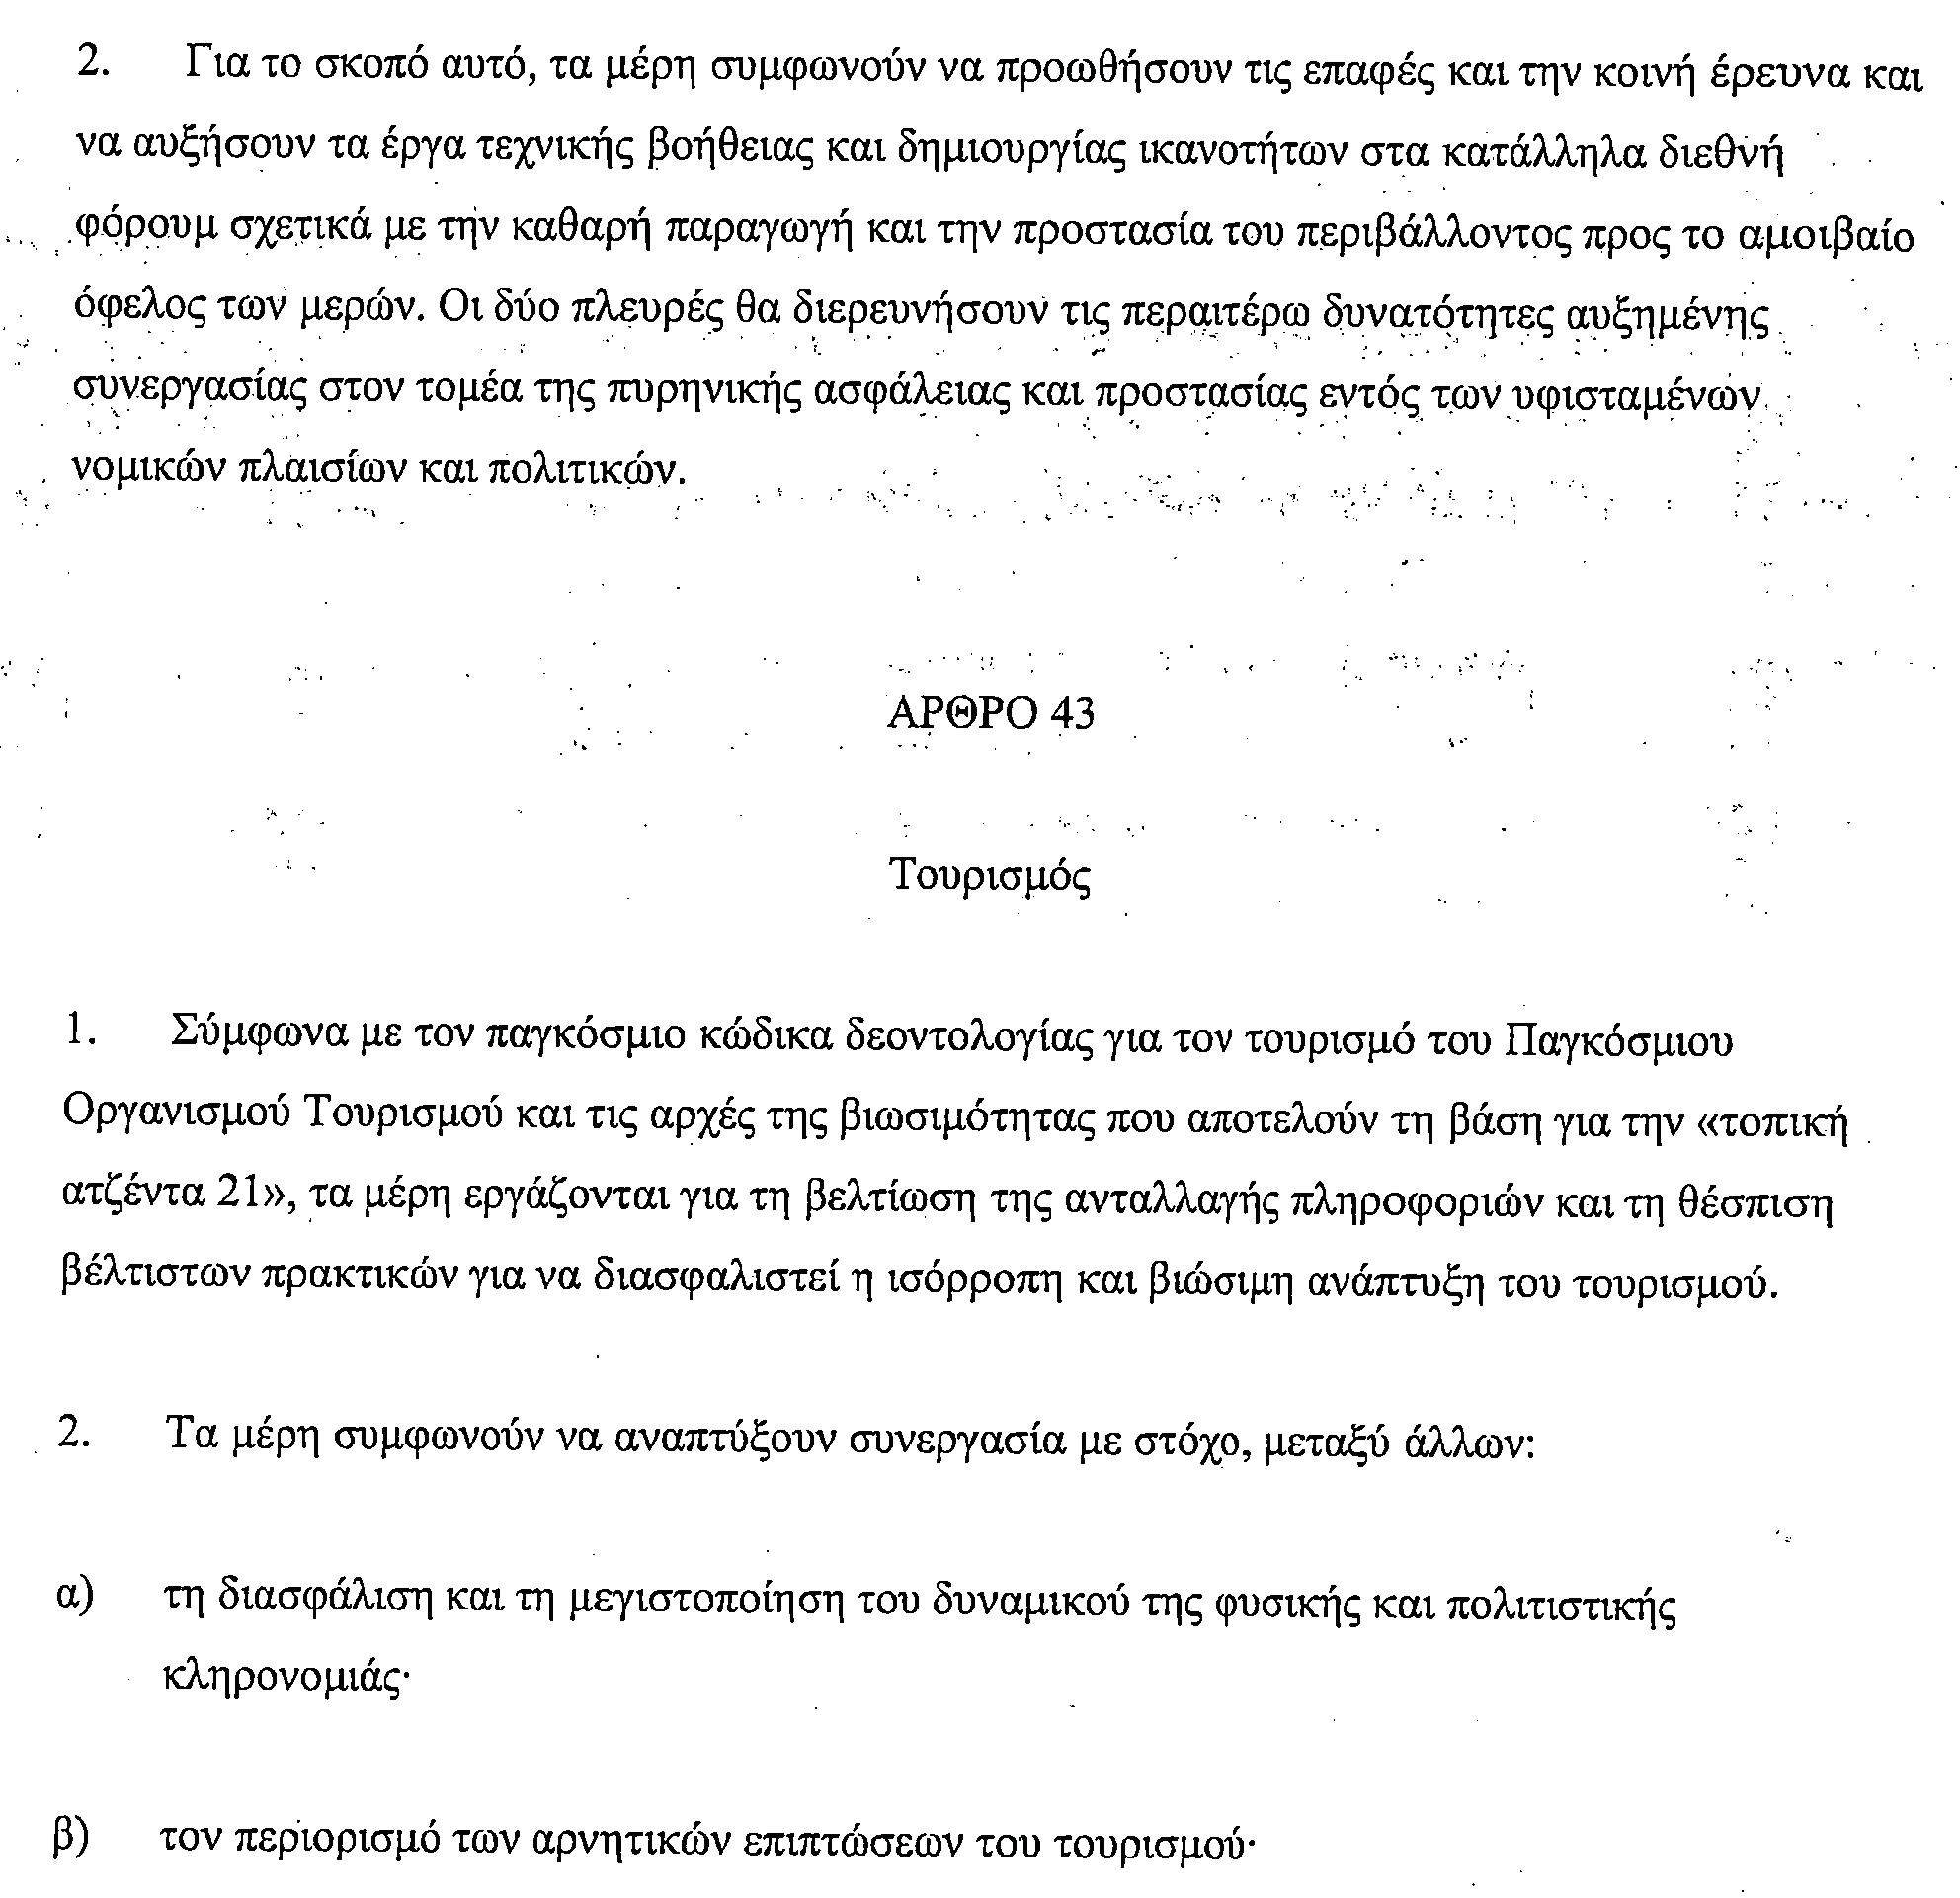 2. Για το σκοπό αυτό, τα μέρη συμφωνούν να προωθήσουν τις επαφές και την κοινή έρευνα και
να αυξήσουν τα έργα τεχνικής βοήθειας και δημιουργίας ικανοτήτων στα κατάλληλα διεθνή
φόρουμ σχετικά με την καθαρή παραγωγή και την προστασία του περιβάλλοντος προς το αμοιβαίο
όφελος των μερών. Οι δύο πλευρές θα διερευνήσουν τις περαιτέρω δυνατότητες αυξημένης
συνεργασίας στον τομέα της πυρηνικής ασφάλειας και προστασίας εντός των υφισταμένων
νομικών πλαισίων και πολιτικών.
ΑΡΘΡΟ 43
Τουρισμός
1. Σύμφωνα με τον παγκόσμιο κώδικα δεοντολογίας για τον τουρισμό του Παγκόσμιου
Οργανισμού Τουρισμού και τις αρχές της βιωσιμότητας που αποτελούν τη βάση για την «τοπική
ατζέντα 21», τα μέρη εργάζονται για τη βελτίωση της ανταλλαγής πληροφοριών και τη θέσπιση
βέλτιστων πρακτικών για να διασφαλιστεί η ισόρροπη και βιώσιμη ανάπτυξη του τουρισμού.
2. Τα μέρη συμφωνούν να αναπτύξουν συνεργασία με στόχο, μεταξύ άλλων:
α) τη διασφάλιση και τη μεγιστοποίηση του δυναμικού της φυσικής και πολιτιστικής
κληρονομιάς·
β) τον περιορισμό των αρνητικών επιπτώσεων του τουρισμού·